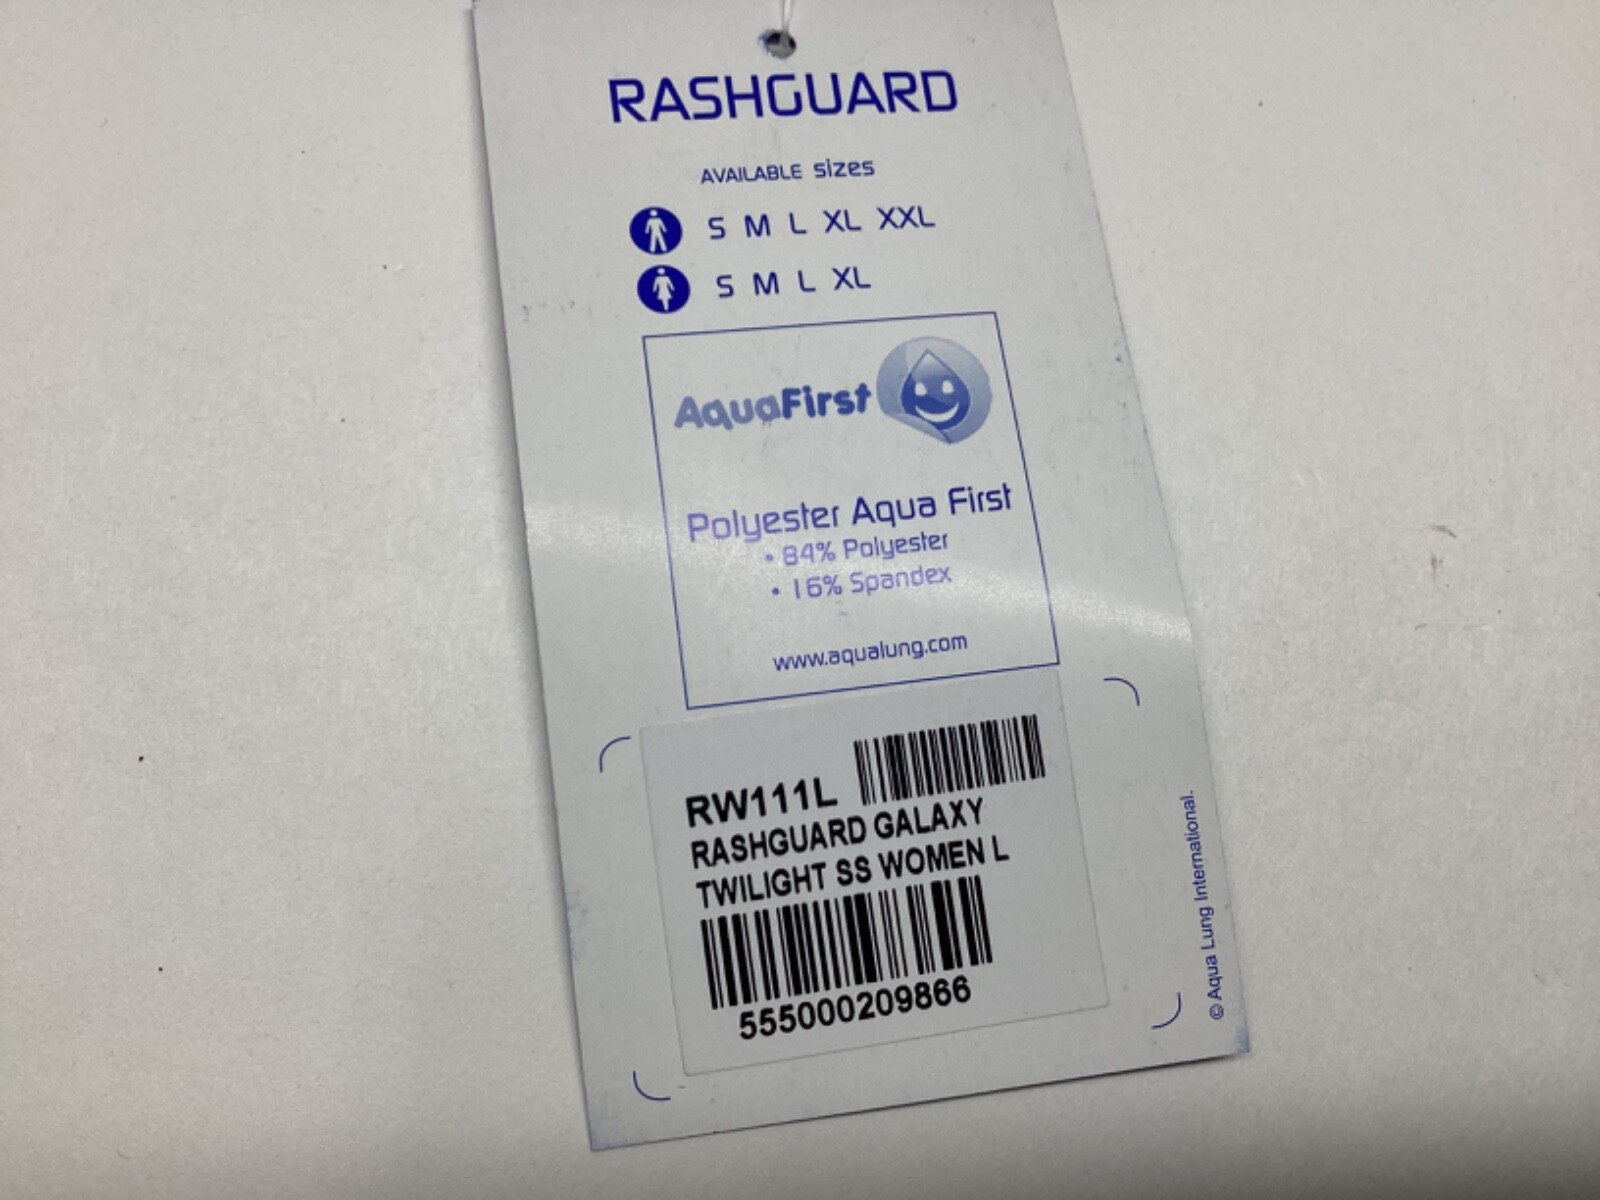 RASHGUARD
AVAILABLE sizes
S M L XL XXL
S M L XL
AquaFirst
Polyester Aqua First
• 84% Polyester
• 16% Spandex
www.aqualung.com
RW111L
RASHGUARD GALAXY
TWILIGHT SS WOMEN L
555000209866
© Aqua Lung International.